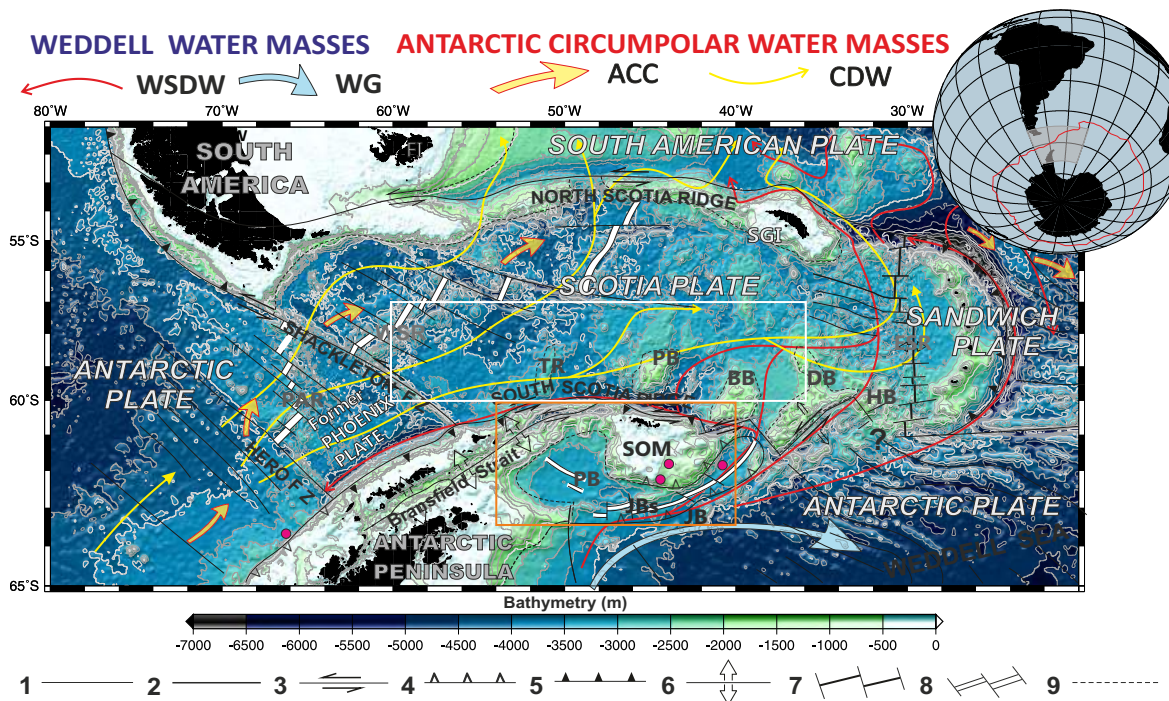 WEDDELL WATER MASSES
ANTARCTIC CIRCUMPOLAR WATER MASSES
WSDW WG ACC CDW
80°W 70°W 60°W 50°W 40°W 30°W
SOUTH
AMERICA
FI
SOUTH AMERICAN PLATE
NORTH SCOTIA RIDGE
SGI
55°S
SCOTIA PLATE
SANDWICH
PLATE
SHACKLETON F Z
ANTARCTIC
PLATE
TR
PB
BB
DB
HB
60°S
PAR
Former
PHOENIX
PLATE
HERO F Z
?
SOM
Bransfield Strait
PB
JBs
JB
ANTARCTIC PLATE
ANTARCTIC
PENINSULA
WEDDELL SEA
65°S
Bathymetry (m)
-7000 -6500 -6000 -5500 -5000 -4500 -4000 -3500 -3000 -2500 -2000 -1500 -1000 -500 0
1 2 3 4 5 6 7 8 9